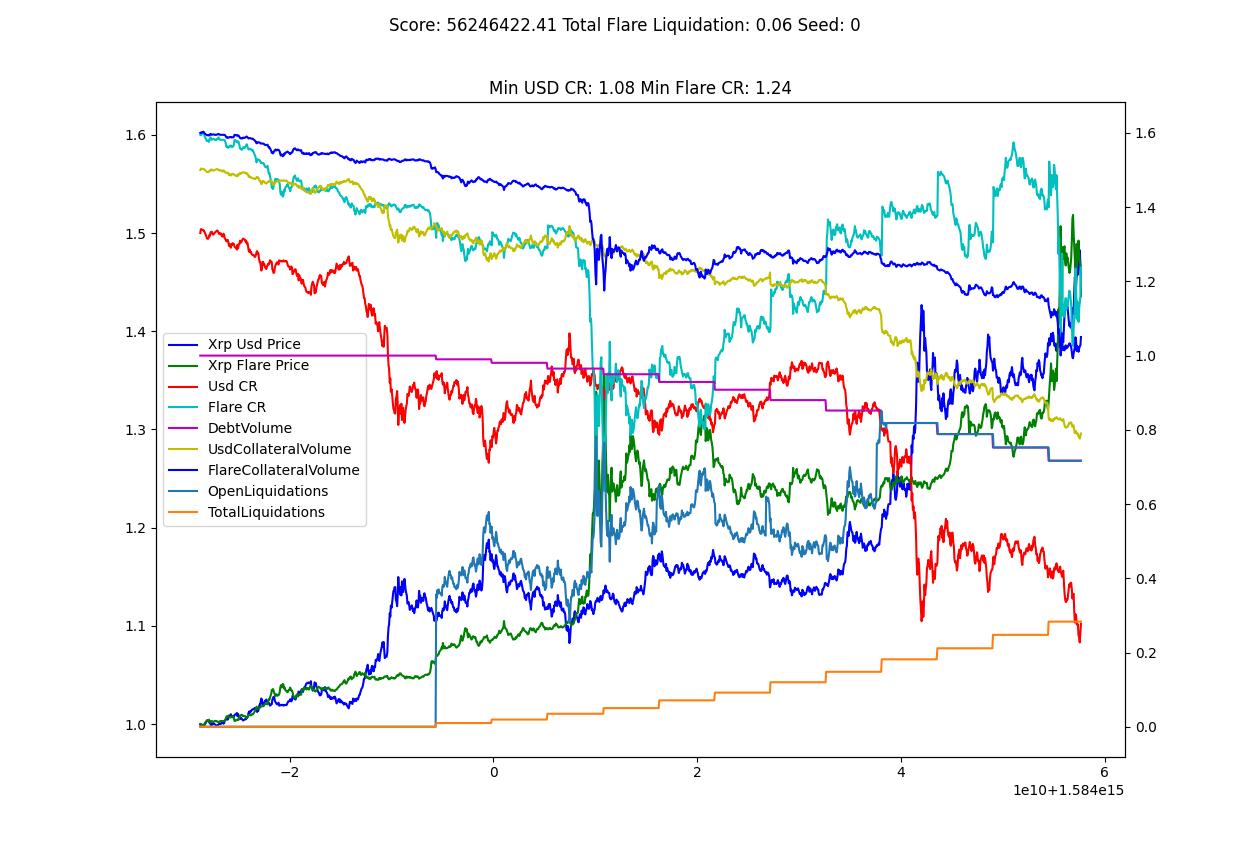 Score: 56246422.41 Total Flare Liquidation: 0.06 Seed: 0
Min USD CR: 1.08 Min Flare CR: 1.24
1.6
1.5
1.4
1.3
1.2
1.1
1.0
Xrp Usd Price
Xrp Flare Price
Usd CR
Flare CR
DebtVolume
UsdCollateralVolume
FlareCollateralVolume
OpenLiquidations
TotalLiquidations
1.6
1.4
1.2
1.0
0.8
0.6
0.4
0.2
0.0
−2 0 2 4 6
1e10+1.584e15